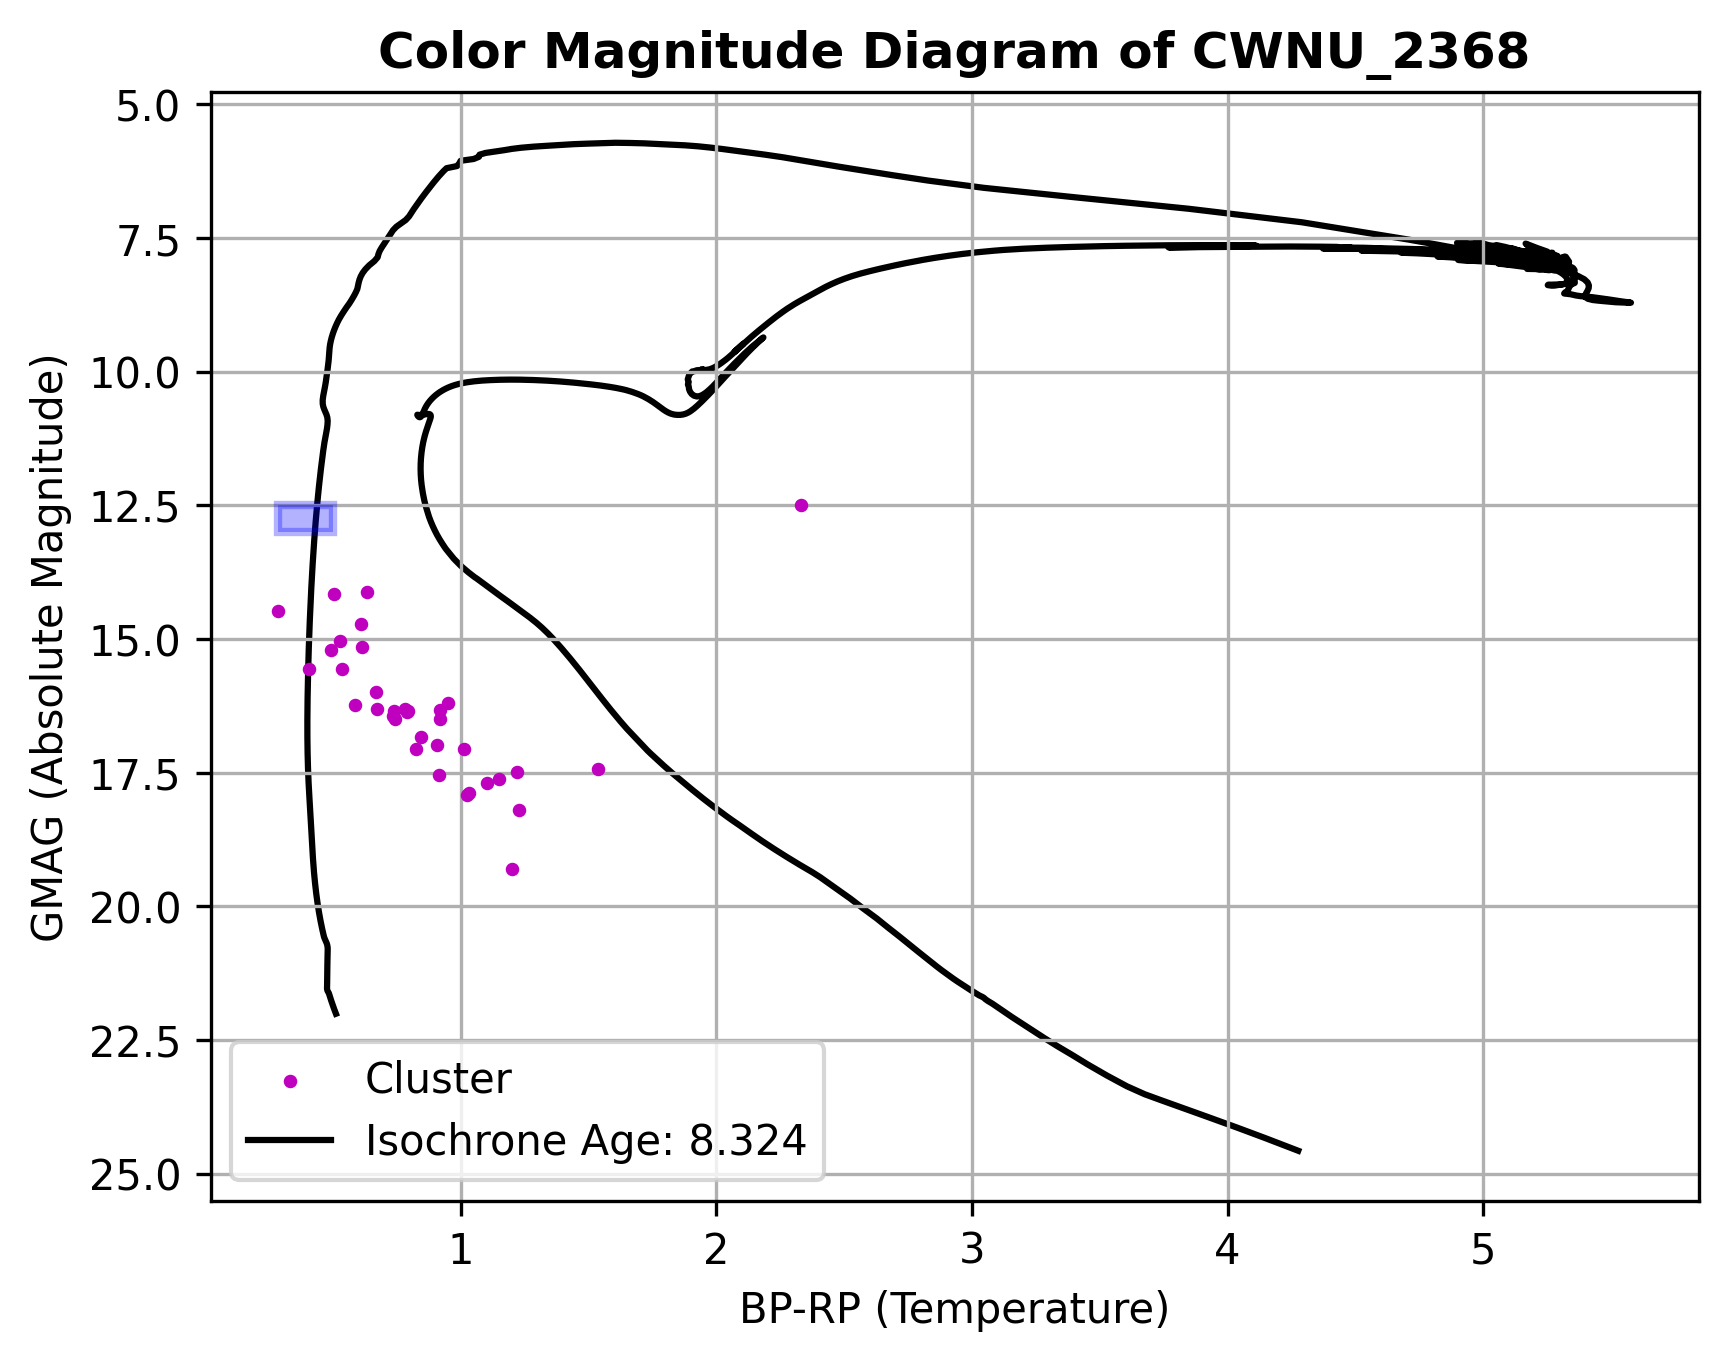 Color Magnitude Diagram of CWNU_2368
GMAG (Absolute Magnitude)
5.0
7.5
10.0
12.5
15.0
17.5
20.0
22.5
25.0
Cluster
Isochrone Age: 8.324
1 2 3 4 5
BP-RP (Temperature)